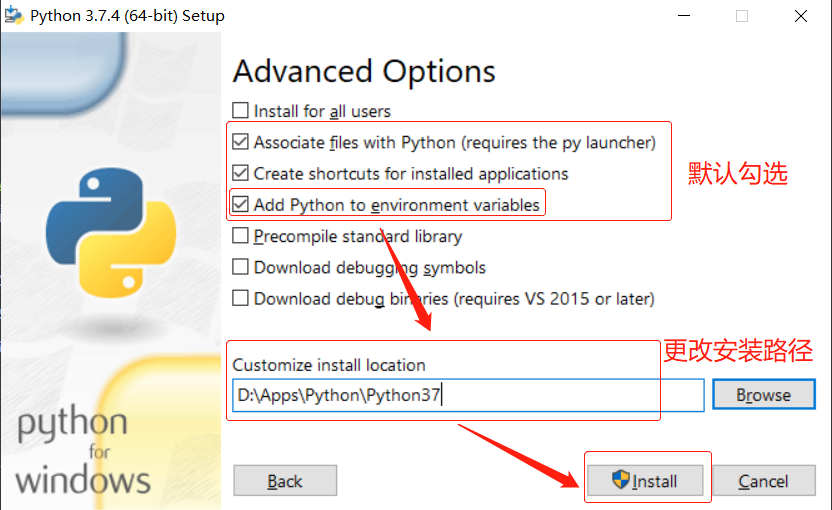 Python 3.7.4 (64-bit) Setup
Advanced Options
Install for all users
Associate files with Python (requires the py launcher)
默认勾选
Create shortcuts for installed applications
Add Python to environment variables
Precompile standard library
Download debugging symbols
Download debug binaries (requires VS 2015 or later)
更改安装路径
Customize install location
D:\Apps\Python\Python37
Browse
python
for
windows
Back
Install
Cancel